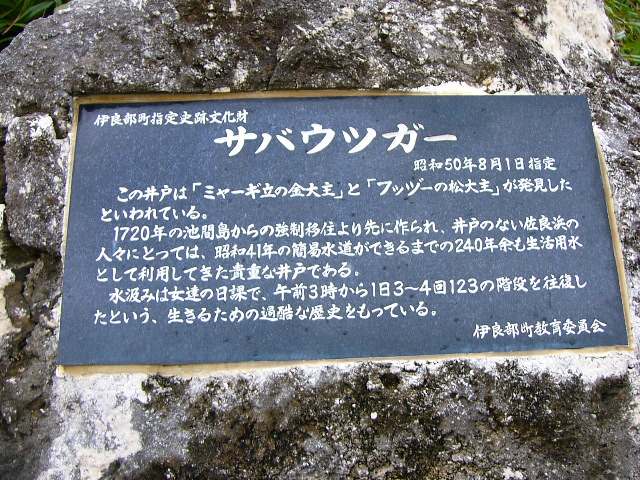 伊良部町指定史跡文化財
サバウツガー
昭和50年8月1日指定
この井戸は「ミャーギ立の金大主」と「フッヅーの松大主」が発見した
といわれている。
1720年の池間島からの強制移住より先に作られ、井戸のない佐良浜の
人々にとっては、昭和41年の簡易水道ができるまでの240年余も生活用水
として利用してきた貴重な井戸である。
水汲みは女達の日課で、午前3時から1日3〜4回123の階段を往復し
たという、生きるための過酷な歴史をもっている。
伊良部町教育委員会